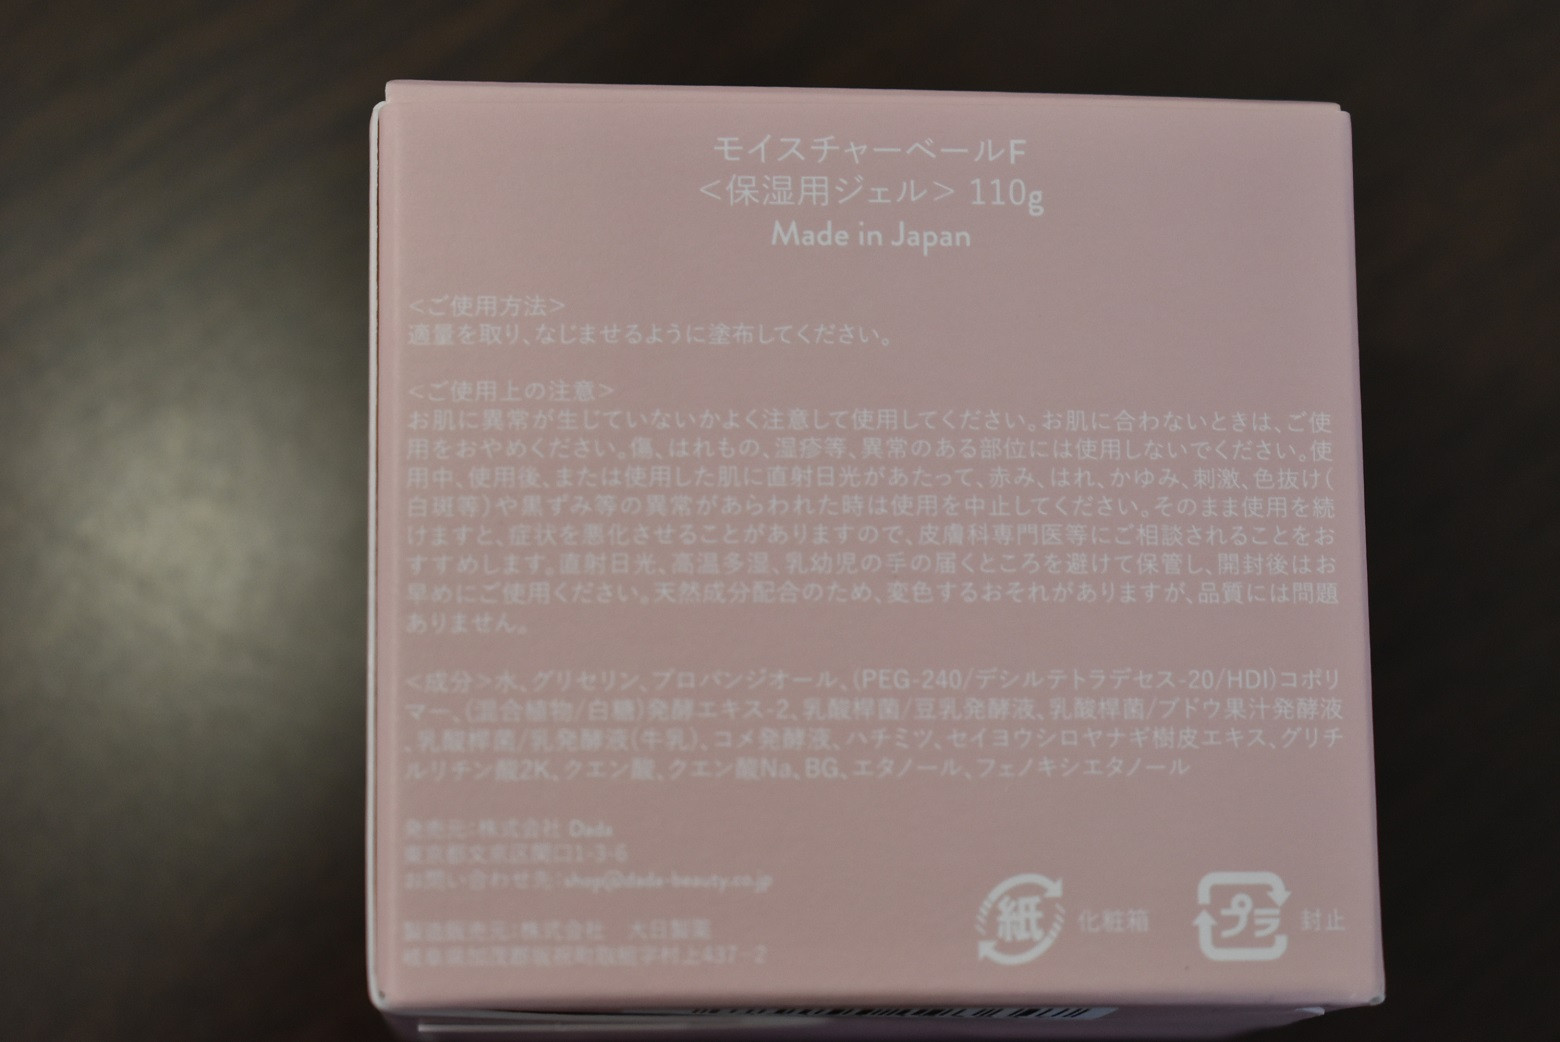 モイスチャーベールF
＜保湿用ジェル＞ 110g
Made in Japan
＜ご使用方法＞
適量を取り、なじませるように塗布してください。
＜ご使用上の注意＞
お肌に異常が生じていないかよく注意して使用してください。お肌に合わないときは、ご使
用をおやめください。傷、はれもの、湿疹等、異常のある部位には使用しないでください。使
用中、使用後、または使用した肌に直射日光があたって、赤み、はれ、かゆみ、刺激、色抜け(
白斑等)や黒ずみ等の異常があらわれた時は使用を中止してください。そのまま使用を続
けますと、症状を悪化させることがありますので、皮膚科専門医等にご相談されることをお
すすめします。直射日光、高温多湿、乳幼児の手の届くところを避けて保管し、開封後はお
早めにご使用ください。天然成分配合のため、変色するおそれがありますが、品質には問題
ありません。
＜成分＞水、グリセリン、プロパンジオール、(PEG-240/デシルテトラデセス-20/HDI)コポリ
マー、(混合植物/白糖)発酵エキス-2、乳酸桿菌/豆乳発酵液、乳酸桿菌/ブドウ果汁発酵液
、乳酸桿菌/乳発酵液(牛乳)、コメ発酵液、ハチミツ、セイヨウシロヤナギ樹皮エキス、グリチ
ルリチン酸2K、クエン酸、クエン酸Na、BG、エタノール、フェノキシエタノール
発売元:株式会社 Dada
東京都文京区関口1-3-6
お問い合わせ先:shop@dada-beauty.co.jp
製造販売元:株式会社 大日製薬
岐阜県加茂郡坂祝町取組字村上437-2
紙 化粧箱
プラ 封止